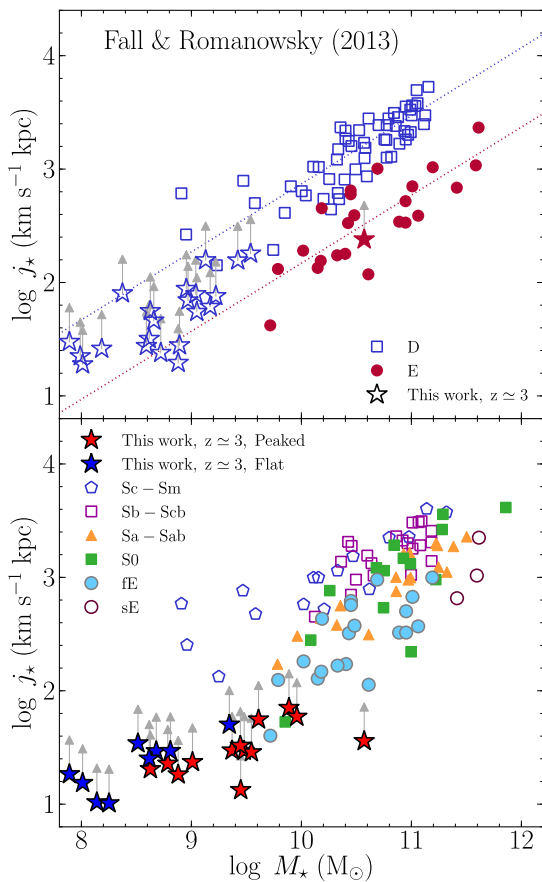 Fall & Romanowsky (2013)
4
3
2
1
log j⋆ (km s⁻¹ kpc)
D
E
This work, z ≃ 3
This work, z ≃ 3, Peaked
This work, z ≃ 3, Flat
Sc − Sm
Sb − Scb
Sa − Sab
S0
fE
sE
4
3
2
1
log j⋆ (km s⁻¹ kpc)
8 9 10 11 12
log M⋆ (M⊙)